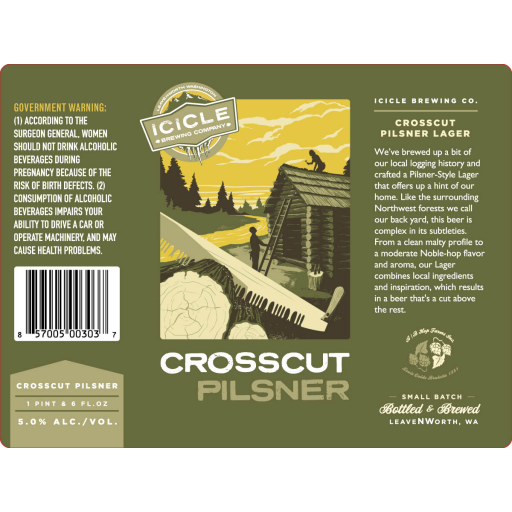 GOVERNMENT WARNING:
(1) ACCORDING TO THE
SURGEON GENERAL, WOMEN
SHOULD NOT DRINK ALCOHOLIC
BEVERAGES DURING
PREGNANCY BECAUSE OF THE
RISK OF BIRTH DEFECTS. (2)
CONSUMPTION OF ALCOHOLIC
BEVERAGES IMPAIRS YOUR
ABILITY TO DRIVE A CAR OR
OPERATE MACHINERY, AND MAY
CAUSE HEALTH PROBLEMS.
8 57005 00303 7
CROSSCUT PILSNER
1 PINT & 6 FL.OZ
5.0% ALC./VOL.
LEAVENWORTH WASHINGTON
ICICLE
BREWING COMPANY
CROSSCUT
PILSNER
ICICLE BREWING CO.
CROSSCUT
PILSNER LAGER
We've brewed up a bit of
our local logging history and
crafted a Pilsner-Style Lager
that offers up a hint of our
home. Like the surrounding
Northwest forests we call
our back yard, this beer is
complex in its subtleties.
From a clean malty profile to
a moderate Noble-hop flavor
and aroma, our Lager
combines local ingredients
and inspiration, which results
in a beer that's a cut above
the rest.
Hop Farms Inc.
SMALL BATCH
Bottled & Brewed
LEAVENWORTH, WA